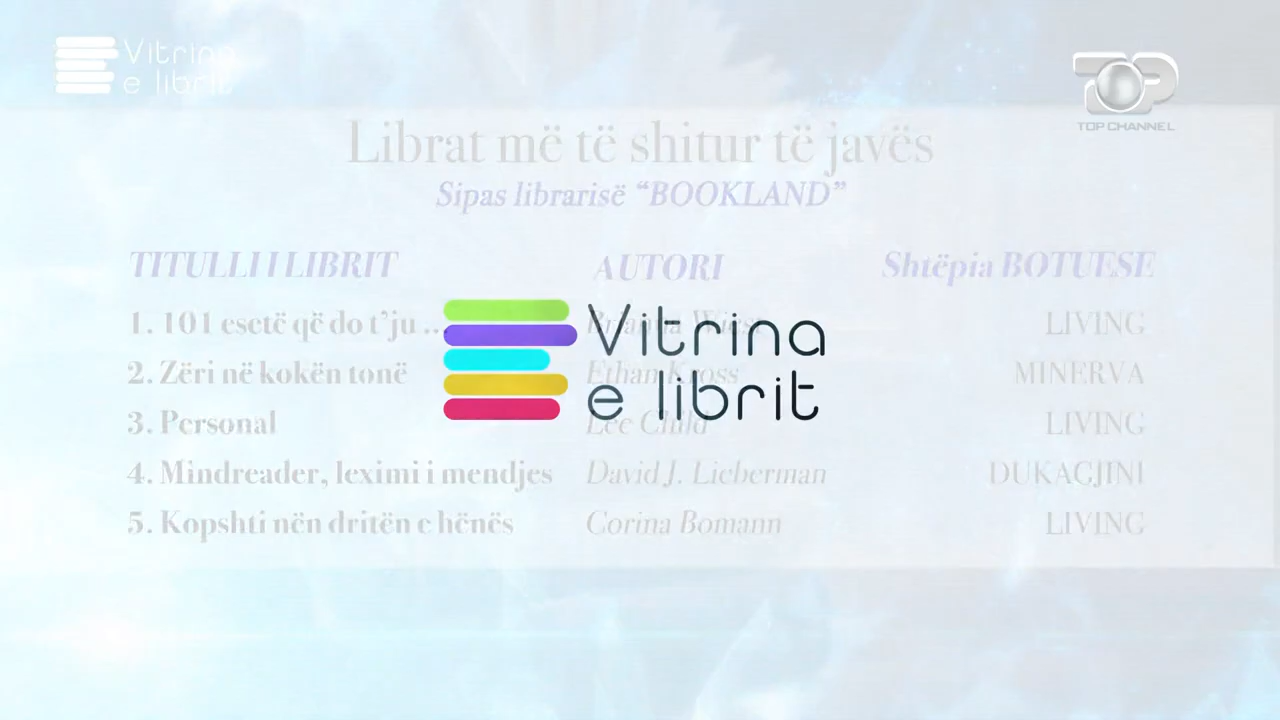 Vitrina
e librit
TOP CHANNEL
Librat më të shitur të javës
Sipas librarisë “BOOKLAND”
TITULLI I LIBRIT AUTORI Shtëpia BOTUESE
1. 101 esetë që do t’ju ... LIVING
2. Zëri në kokën tonë Ethan Kross MINERVA
3. Personal Lee Child LIVING
4. Mindreader, leximi i mendjes David J. Lieberman DUKAGJINI
5. Kopshti nën dritën e hënës Corina Bomann LIVING
Vitrina
e librit